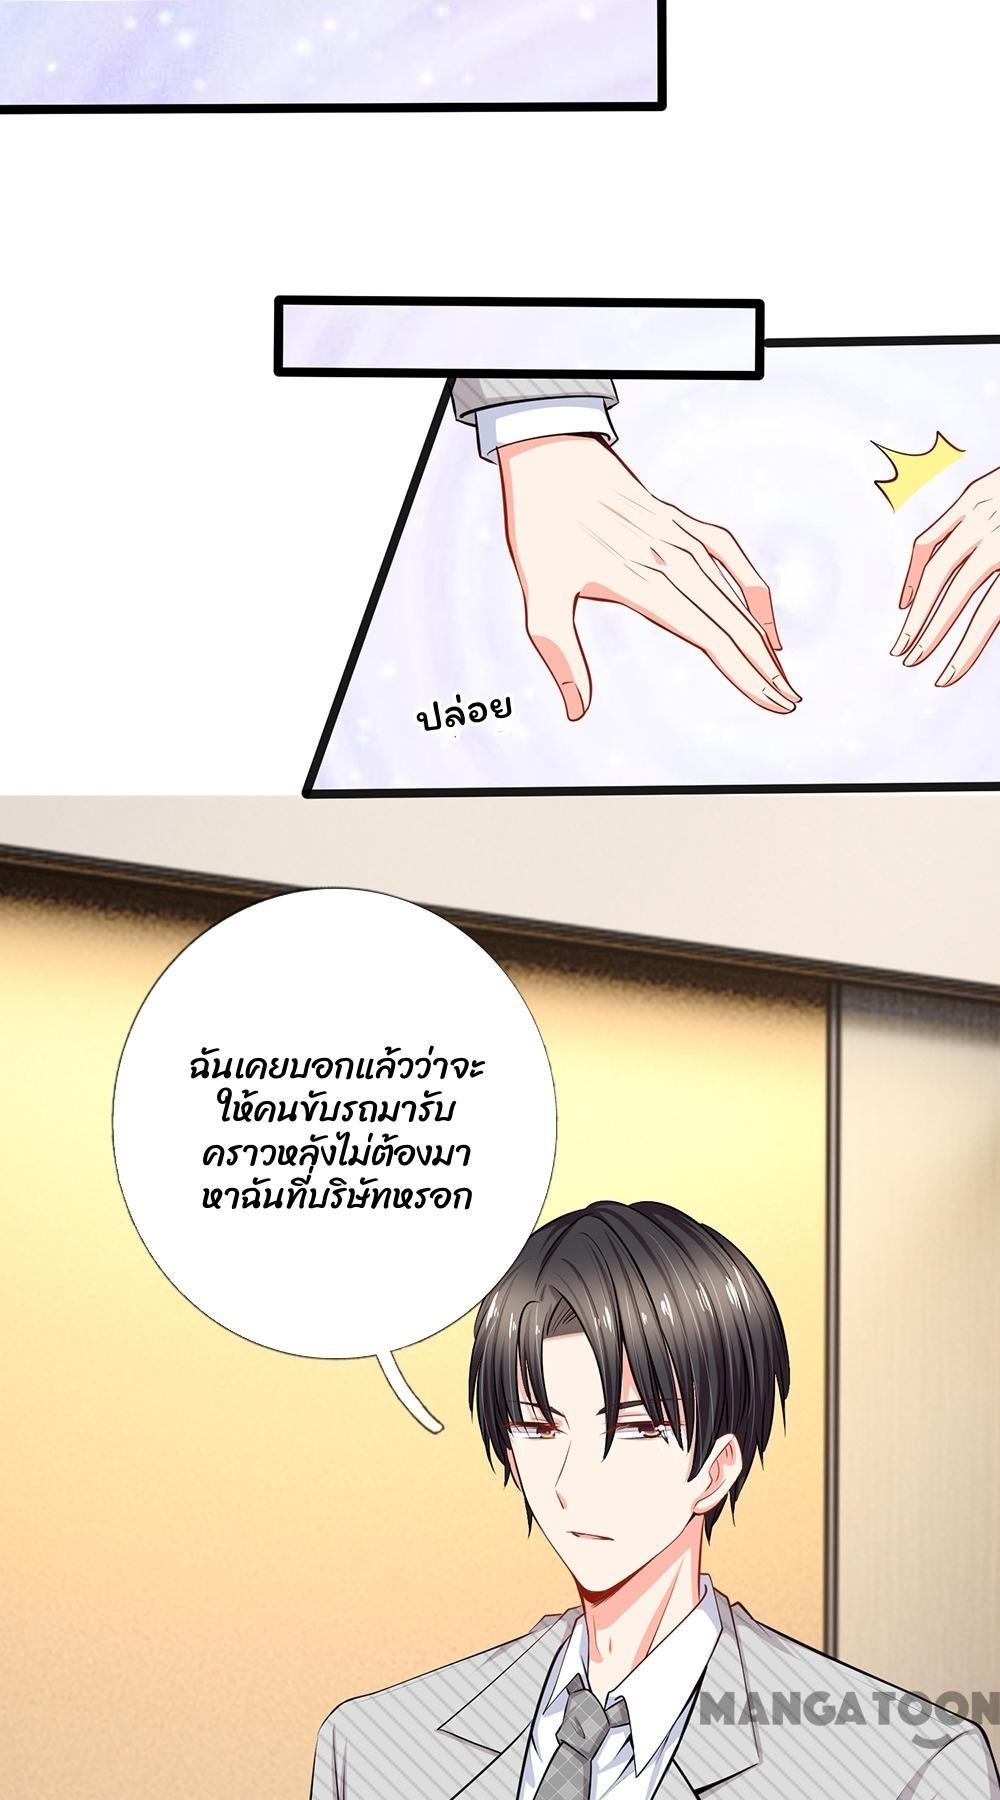 ปล่อย
ฉันเคยบอกแล้วว่าจะ
ให้คนขับรถมารับ
คราวหลังไม่ต้องมา
หาฉันที่บริษัทหรอก
MANGATOON